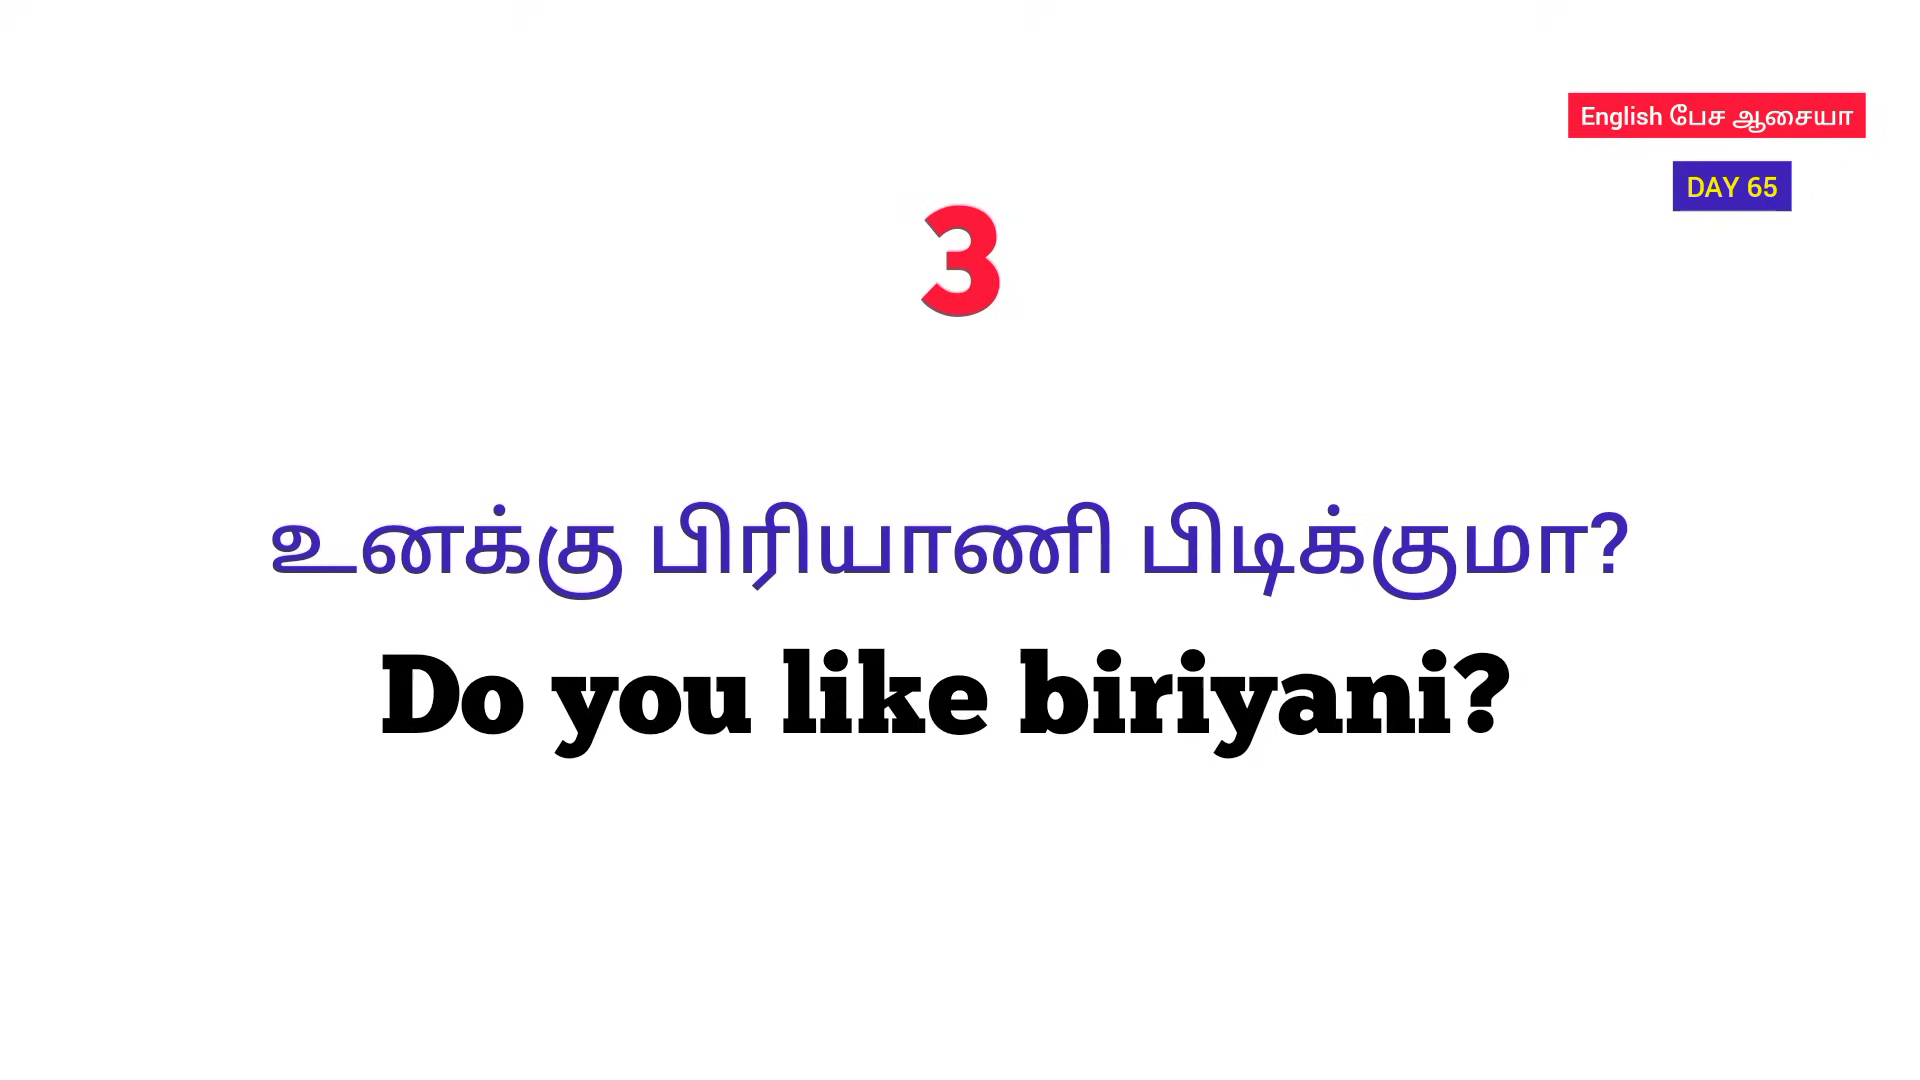 English பேச ஆசையா
DAY 65
3
உனக்கு பிரியாணி பிடிக்குமா?
Do you like biriyani?